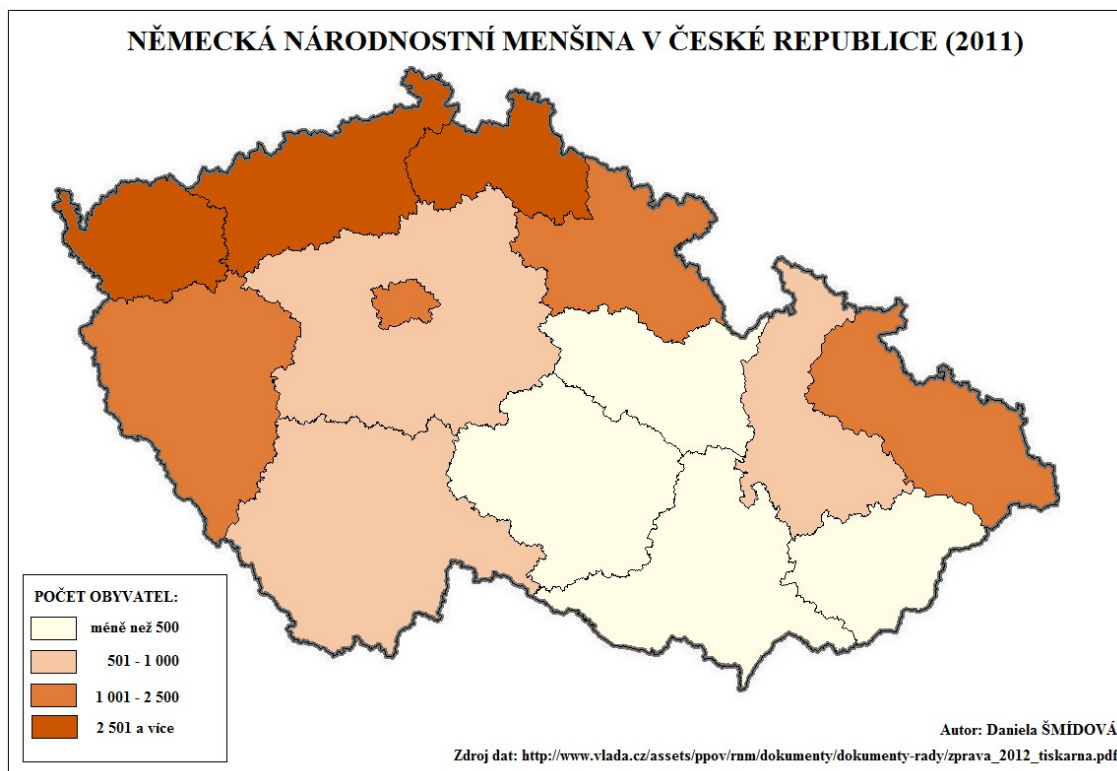 NĚMECKÁ NÁRODNOSTNÍ MENŠINA V ČESKÉ REPUBLICE (2011)
POČET OBYVATEL:
méně než 500
501 - 1 000
1 001 - 2 500
2 501 a více
Autor: Daniela ŠMÍDOVÁ
Zdroj dat: http://www.vlada.cz/assets/ppov/rnm/dokumenty/dokumenty-rady/zprava_2012_tiskarna.pdf